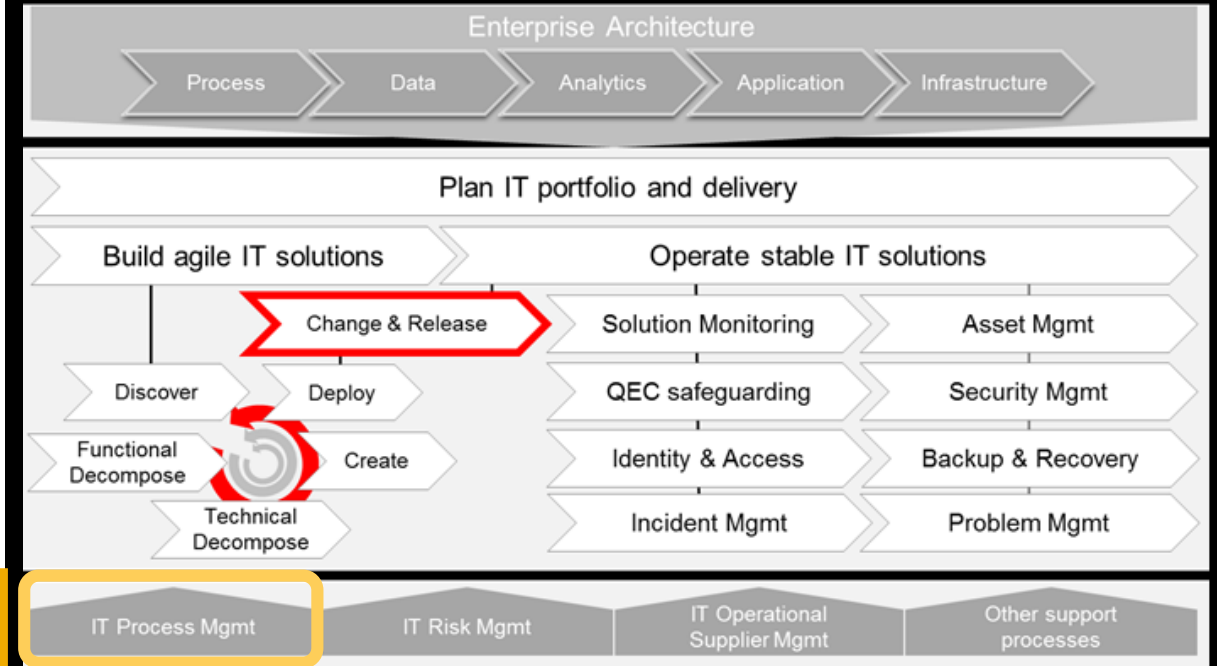 Enterprise Architecture
Process
Data
Analytics
Application
Infrastructure
Plan IT portfolio and delivery
Build agile IT solutions
Operate stable IT solutions
Change & Release
Solution Monitoring
Asset Mgmt
Discover
Deploy
QEC safeguarding
Security Mgmt
Functional
Decompose
Create
Identity & Access
Backup & Recovery
Technical
Decompose
Incident Mgmt
Problem Mgmt
IT Process Mgmt
IT Risk Mgmt
IT Operational
Supplier Mgmt
Other support
processes